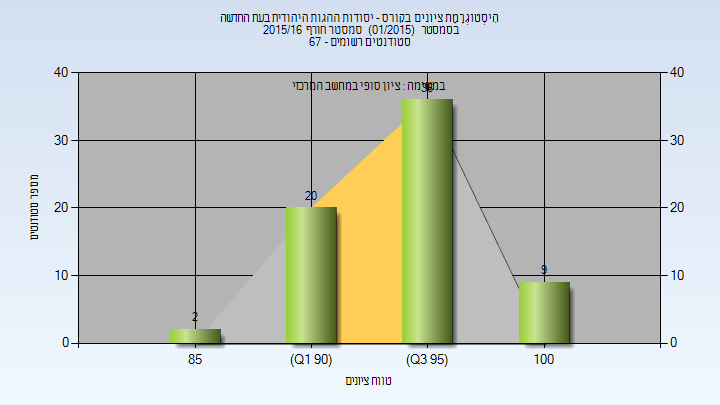 היסטוגרמת ציונים בקורס - יסודות ההגות היהודית בעת החדשה
בסמסטר (01/2015) סמסטר חורף 2015/16
סטודנטים רשומים - 67
במשימה : ציון סופי במחשב המרכזי
40
30
20
10
0
40
30
20
10
0
מספר סטודנטים
2
20
36
9
85
(Q1 90)
(Q3 95)
100
טווח ציונים